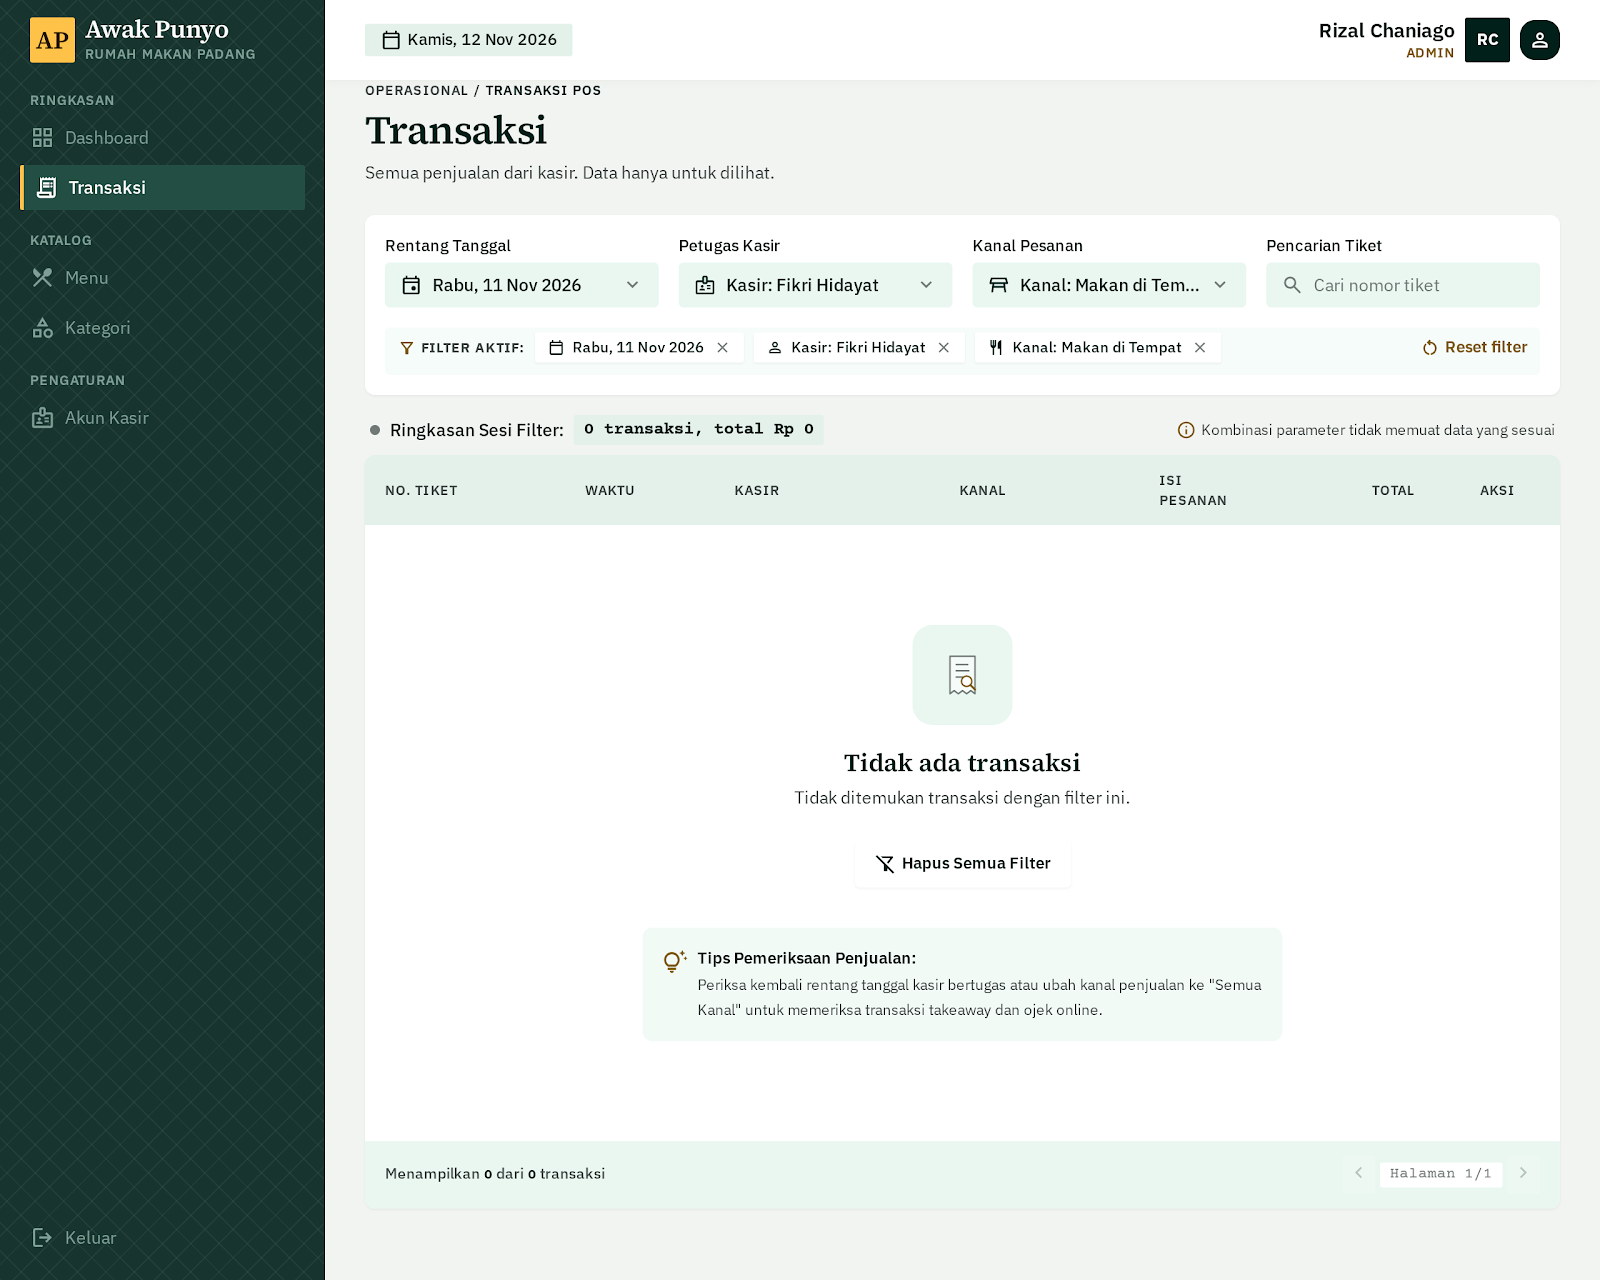 AP
Awak Punyo
RUMAH MAKAN PADANG
RINGKASAN
Dashboard
Transaksi
KATALOG
Menu
Kategori
PENGATURAN
Akun Kasir
Keluar
Kamis, 12 Nov 2026
Rizal Chaniago
ADMIN
RC
OPERASIONAL / TRANSAKSI POS
Transaksi
Semua penjualan dari kasir. Data hanya untuk dilihat.
Rentang Tanggal
Rabu, 11 Nov 2026
Petugas Kasir
Kasir: Fikri Hidayat
Kanal Pesanan
Kanal: Makan di Tem...
Pencarian Tiket
Cari nomor tiket
FILTER AKTIF: Rabu, 11 Nov 2026 Kasir: Fikri Hidayat Kanal: Makan di Tempat Reset filter
Ringkasan Sesi Filter: 0 transaksi, total Rp 0
Kombinasi parameter tidak memuat data yang sesuai
NO. TIKET WAKTU KASIR KANAL ISI PESANAN TOTAL AKSI
Tidak ada transaksi
Tidak ditemukan transaksi dengan filter ini.
Hapus Semua Filter
Tips Pemeriksaan Penjualan:
Periksa kembali rentang tanggal kasir bertugas atau ubah kanal penjualan ke "Semua
Kanal" untuk memeriksa transaksi takeaway dan ojek online.
Menampilkan 0 dari 0 transaksi
Halaman 1/1